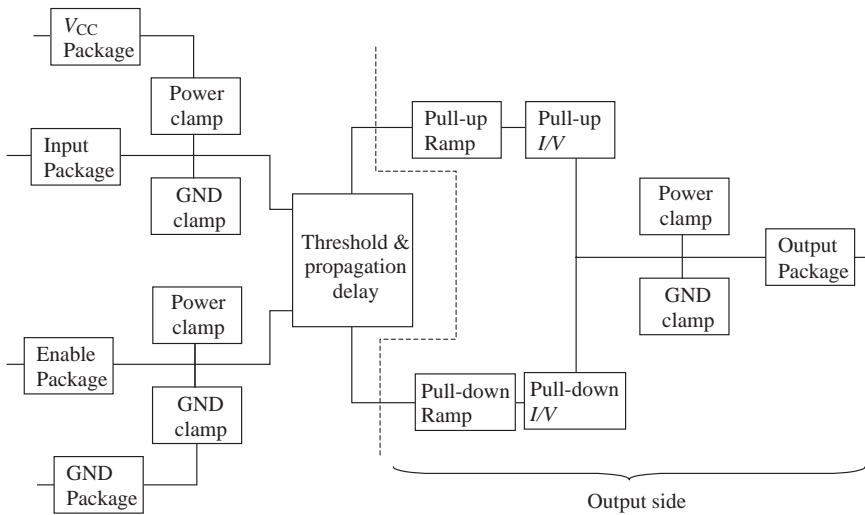 V_CC
Package
Power
clamp
Input
Package
GND
clamp
Power
clamp
Enable
Package
GND
clamp
GND
Package
Threshold &
propagation
delay
Pull-up
Ramp
Pull-up
I/V
Pull-down
Ramp
Pull-down
I/V
Power
clamp
GND
clamp
Output
Package
Output side